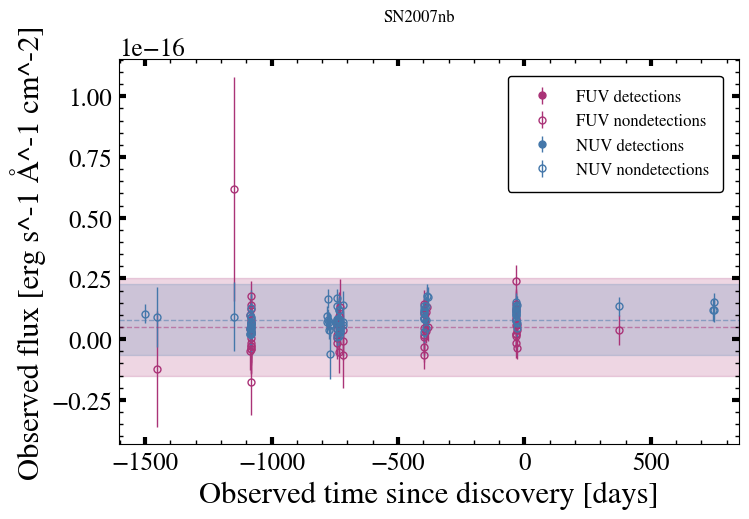 SN2007nb
1e−16
Observed flux [erg s^-1 Å^-1 cm^-2]
1.00
0.75
0.50
0.25
0.00
−0.25
FUV detections
FUV nondetections
NUV detections
NUV nondetections
−1500 −1000 −500 0 500
Observed time since discovery [days]